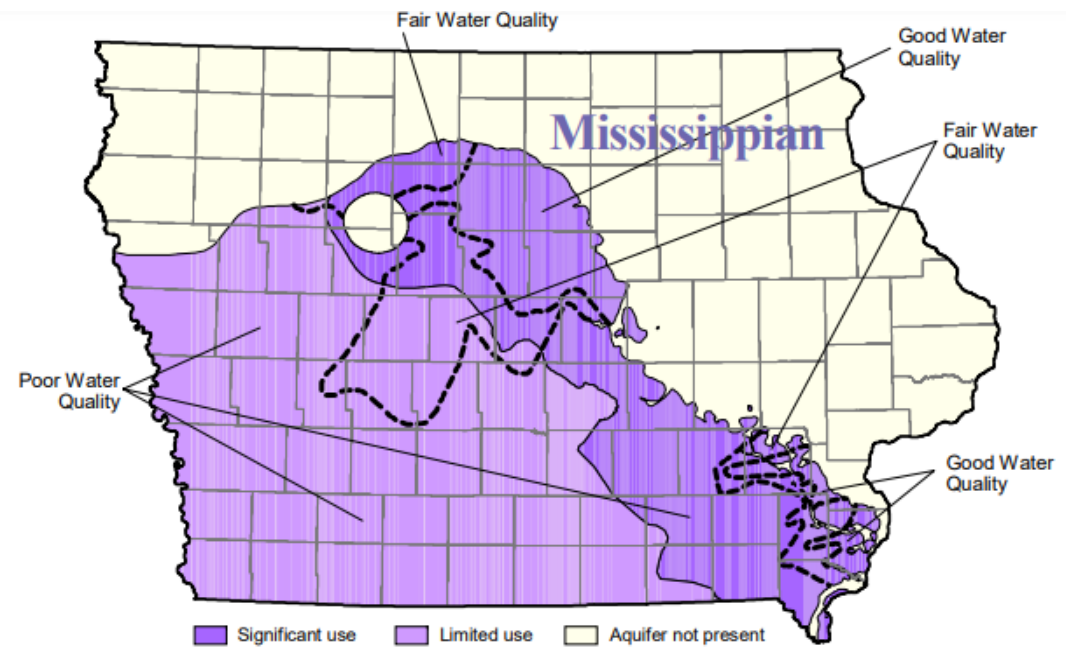 Fair Water Quality
Good Water
Quality
Mississippian
Fair Water
Quality
Poor Water
Quality
Good Water
Quality
Significant use
Limited use
Aquifer not present